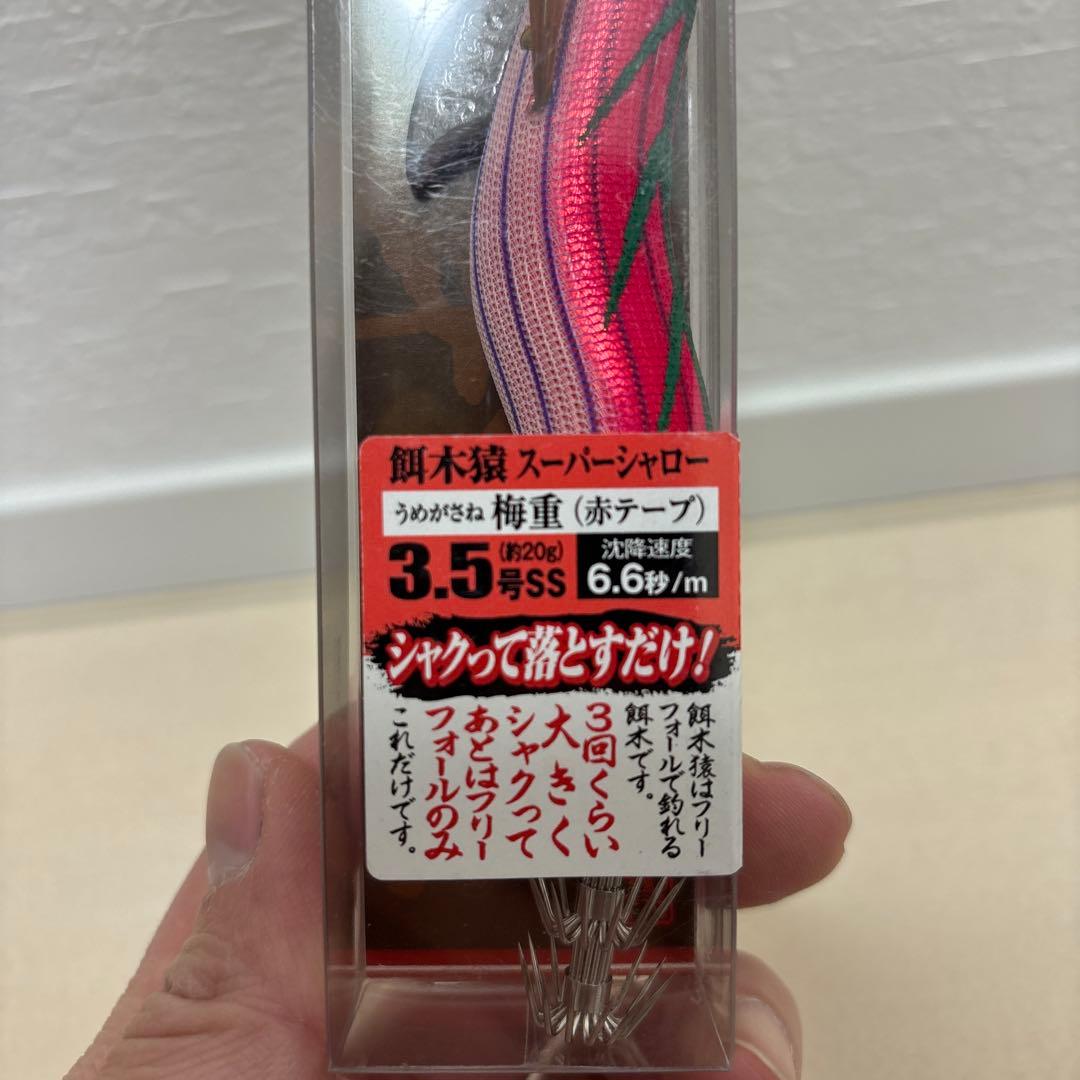 餌木猿 スーパーシャロー
うめがさね 梅重(赤テープ)
3.5号SS (約20g)
沈降速度
6.6秒/m
シャクって落とすだけ!
餌木猿はフリー
フォールで釣れる
餌木です。
3回くらい
大きく
シャクって
あとはフリー
フォールのみ
これだけです。